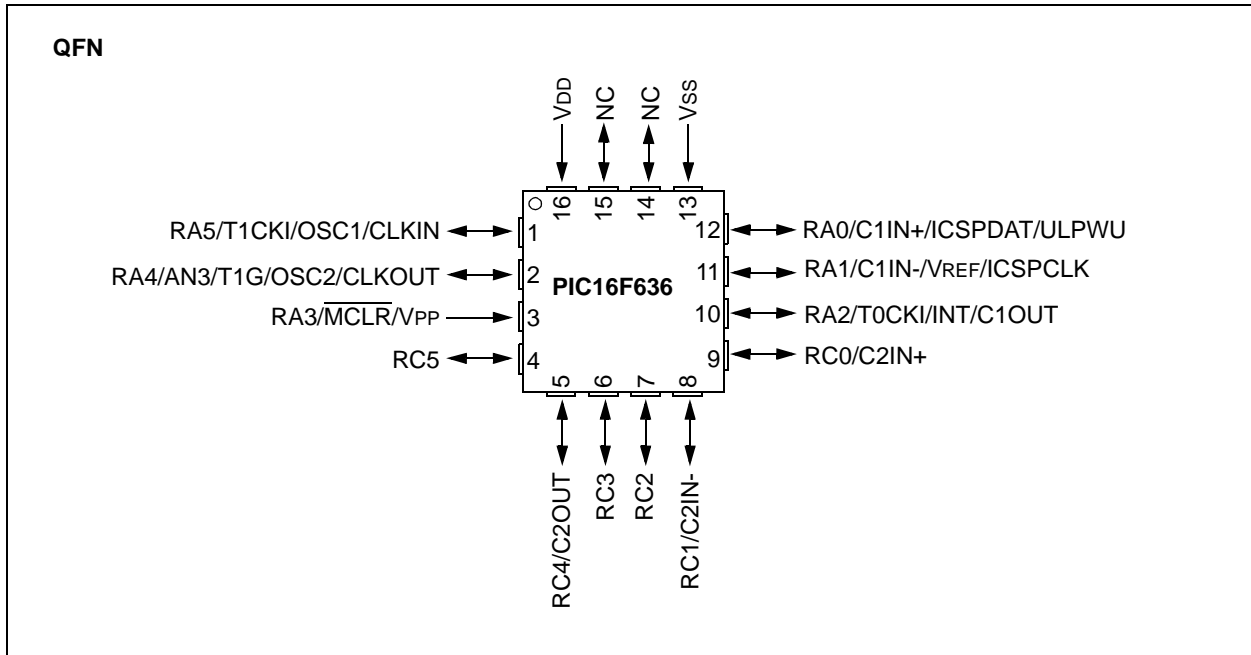 QFN
VDD
NC
NC
VSS
16
15
14
13
RA5/T1CKI/OSC1/CLKIN
1
12
RA0/C1IN+/ICSPDAT/ULPWU
RA4/AN3/T1G/OSC2/CLKOUT
2
PIC16F636
11
RA1/C1IN-/VREF/ICSPCLK
RA3/MCLR/VPP
3
10
RA2/T0CKI/INT/C1OUT
RC5
4
9
RC0/C2IN+
5
6
7
8
RC4/C2OUT
RC3
RC2
RC1/C2IN-